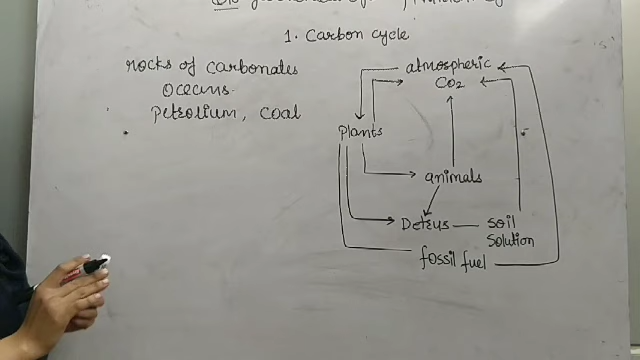 1. Carbon cycle
rocks of carbonates
oceans.
Petrolium, coal
atmospheric
CO2
plants
animals
Detrus
soil
solution
fossil fuel